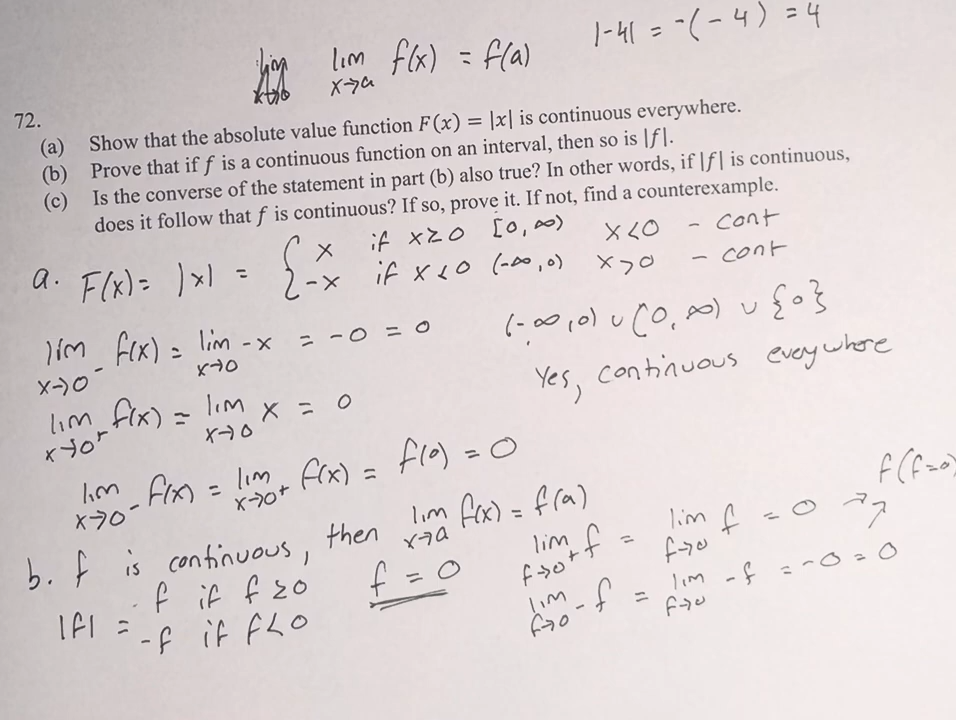 lim x→a f(x) = f(a)
|-4| = -(-4) = 4
72.
(a) Show that the absolute value function F(x) = |x| is continuous everywhere.
(b) Prove that if f is a continuous function on an interval, then so is |f|.
(c) Is the converse of the statement in part (b) also true? In other words, if |f| is continuous,
does it follow that f is continuous? If so, prove it. If not, find a counterexample.
a. F(x) = |x| = { x if x ≥ 0 [0, ∞)
-x if x < 0 (-∞, 0)
x < 0 - cont
x > 0 - cont
lim x→0⁻ f(x) = lim x→0 -x = -0 = 0
(-∞, 0) ∪ (0, ∞) ∪ {0}
Yes, continuous everywhere
lim x→0⁺ f(x) = lim x→0 x = 0
lim x→0⁻ f(x) = lim x→0⁺ f(x) = f(0) = 0
b. f is continuous, then lim x→a f(x) = f(a)
|f| = f if f ≥ 0
-f if f < 0
f = 0
lim f→0⁺ f = lim f→0 f = 0 → f(f=0)
lim f→0 - f = lim f→0 -f = -0 = 0